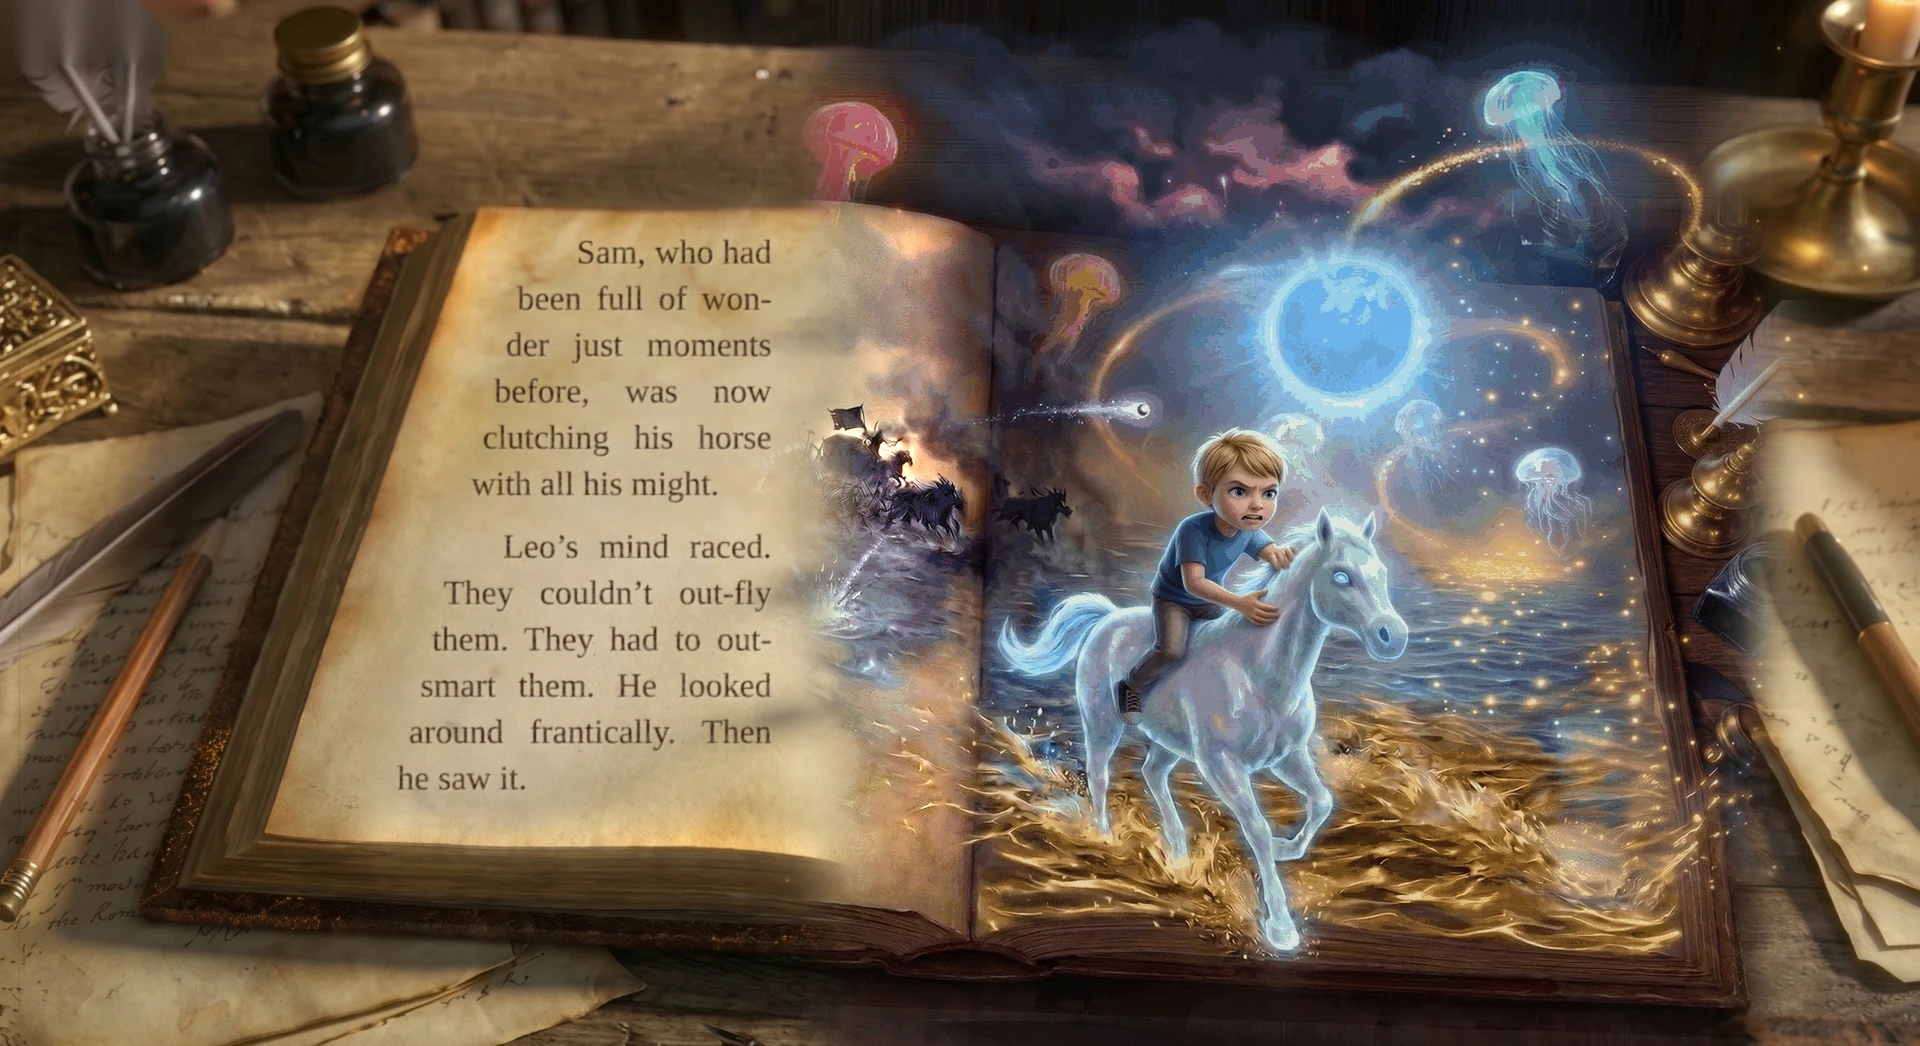 Sam, who had
been full of won-
der just moments
before, was now
clutching his horse
with all his might.
Leo’s mind raced.
They couldn’t out-fly
them. They had to out-
smart them. He looked
around frantically. Then
he saw it.